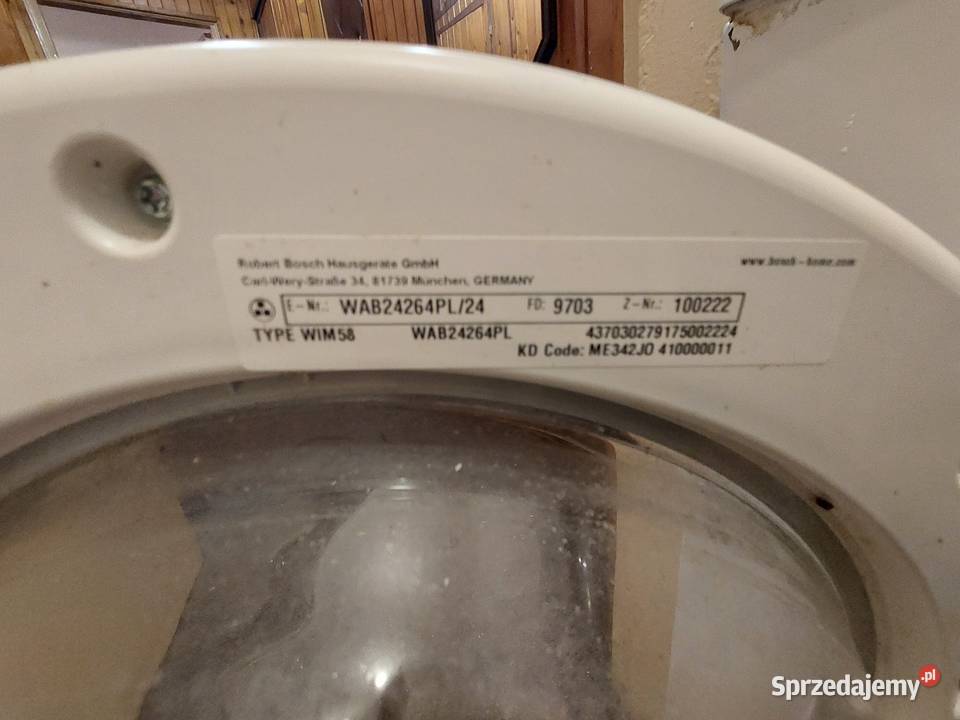 Robert Bosch Hausgeräte GmbH www.bosch-home.com
Carl-Wery-Straße 34, 81739 München, GERMANY
E-Nr.: WAB24264PL/24 FD: 9703 Z-Nr.: 100222
TYPE WIM58 WAB24264PL 437030279175002224
KD Code: ME342JO 410000011
Sprzedajemy.pl